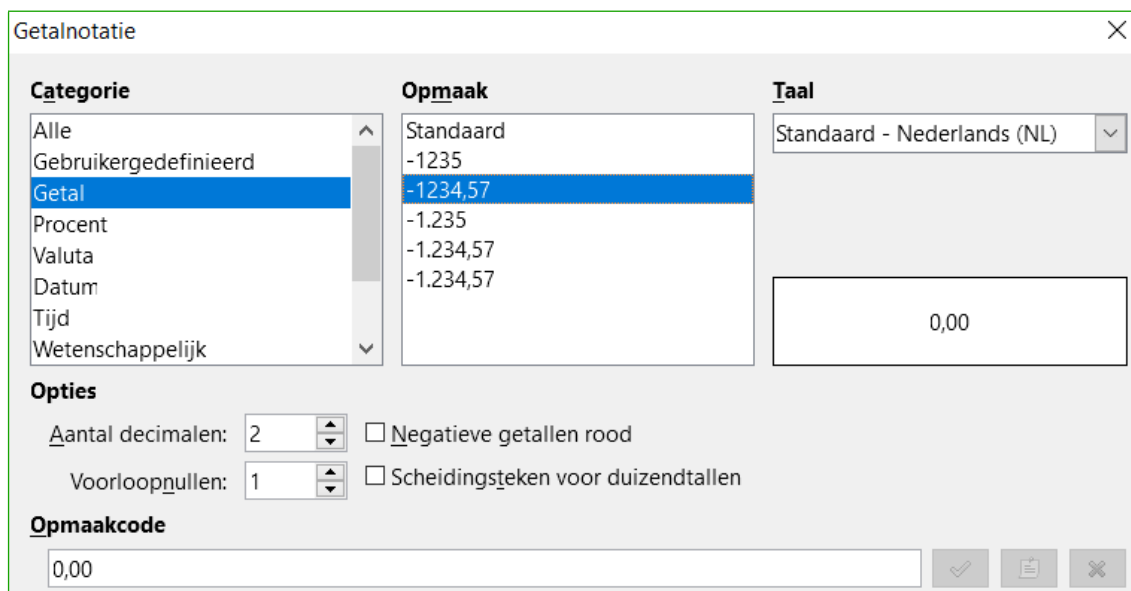 Getalnotatie
Categorie
Alle
Gebruikergedefinieerd
Getal
Procent
Valuta
Datum
Tijd
Wetenschappelijk
Opmaak
Standaard
-1235
-1234,57
-1.235
-1.234,57
-1.234,57
Taal
Standaard - Nederlands (NL)
0,00
Opties
Aantal decimalen: 2
Negatieve getallen rood
Voorloopnullen: 1
Scheidingsteken voor duizendtallen
Opmaakcode
0,00